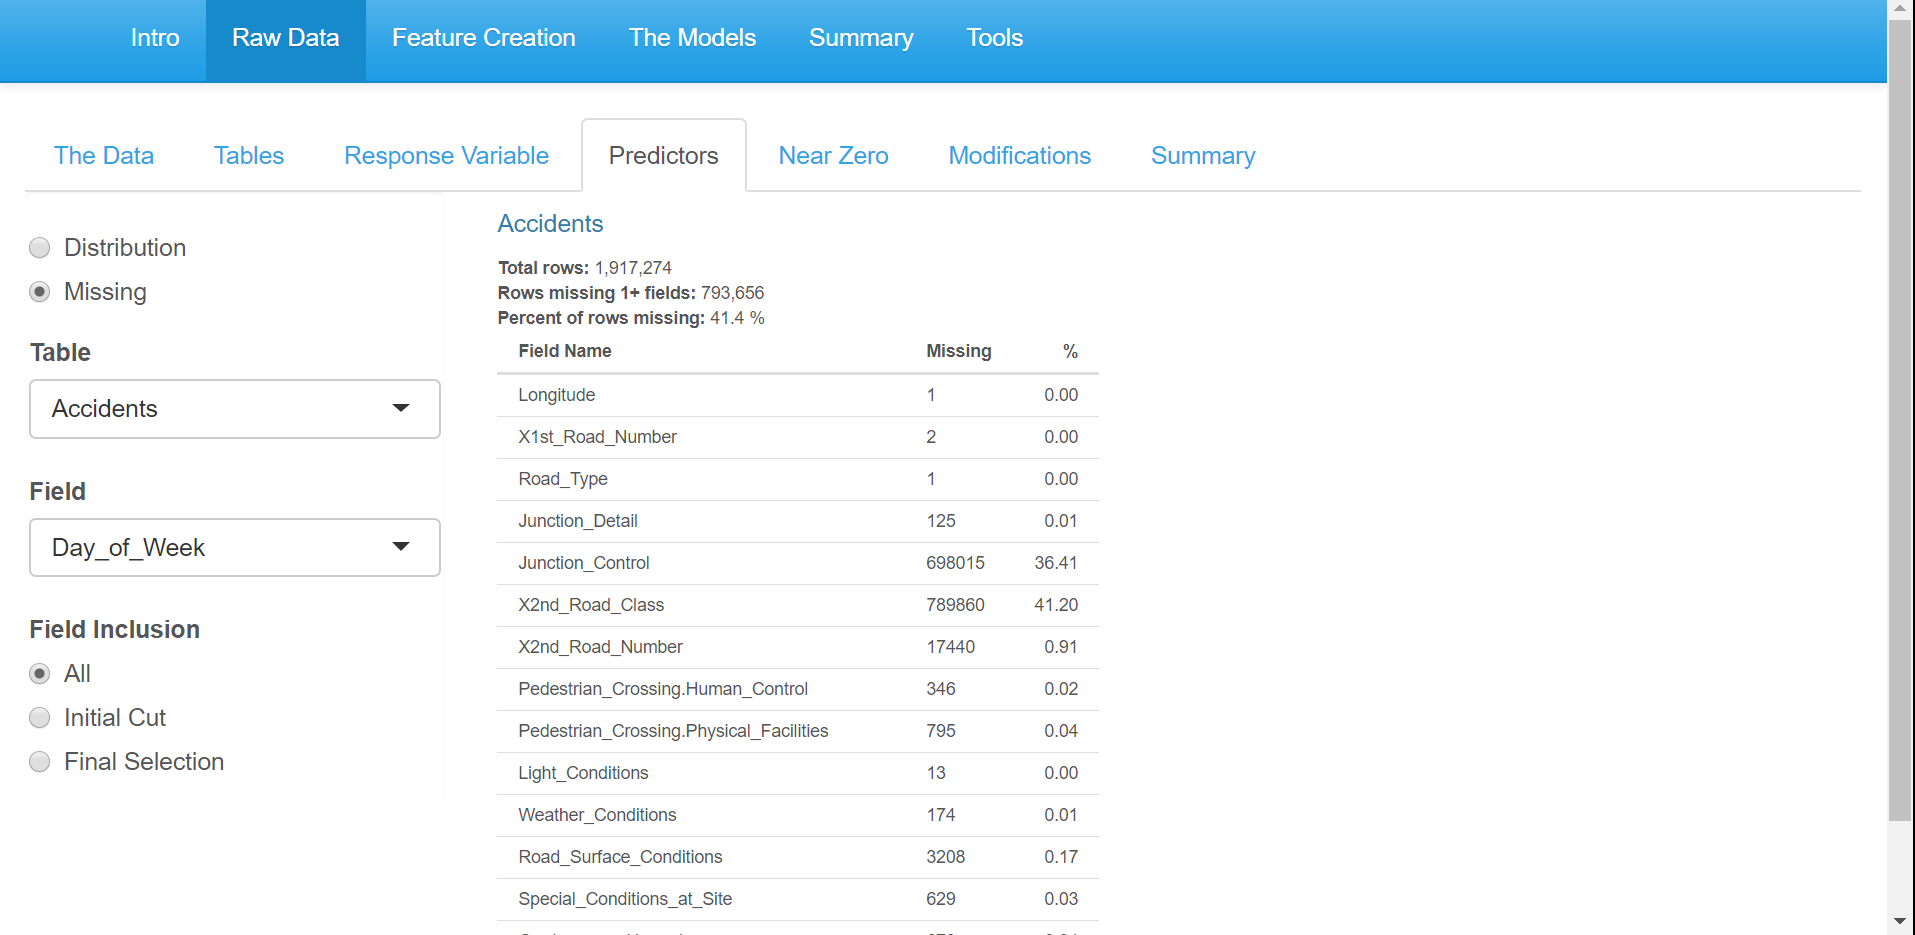 Intro Raw Data Feature Creation The Models Summary Tools
The Data Tables Response Variable Predictors Near Zero Modifications Summary
Distribution
Missing
Table
Accidents
Field
Day_of_Week
Field Inclusion
All
Initial Cut
Final Selection
Accidents
Total rows: 1,917,274
Rows missing 1+ fields: 793,656
Percent of rows missing: 41.4 %
Field Name Missing %
Longitude 1 0.00
X1st_Road_Number 2 0.00
Road_Type 1 0.00
Junction_Detail 125 0.01
Junction_Control 698015 36.41
X2nd_Road_Class 789860 41.20
X2nd_Road_Number 17440 0.91
Pedestrian_Crossing.Human_Control 346 0.02
Pedestrian_Crossing.Physical_Facilities 795 0.04
Light_Conditions 13 0.00
Weather_Conditions 174 0.01
Road_Surface_Conditions 3208 0.17
Special_Conditions_at_Site 629 0.03